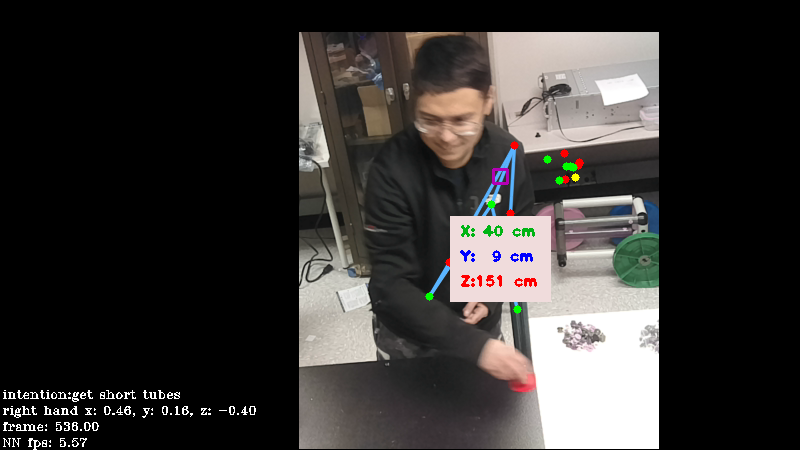 X: 40 cm
Y: 9 cm
Z:151 cm
intention:get short tubes
right hand x: 0.46, y: 0.16, z: -0.40
frame: 536.00
NN fps: 5.57